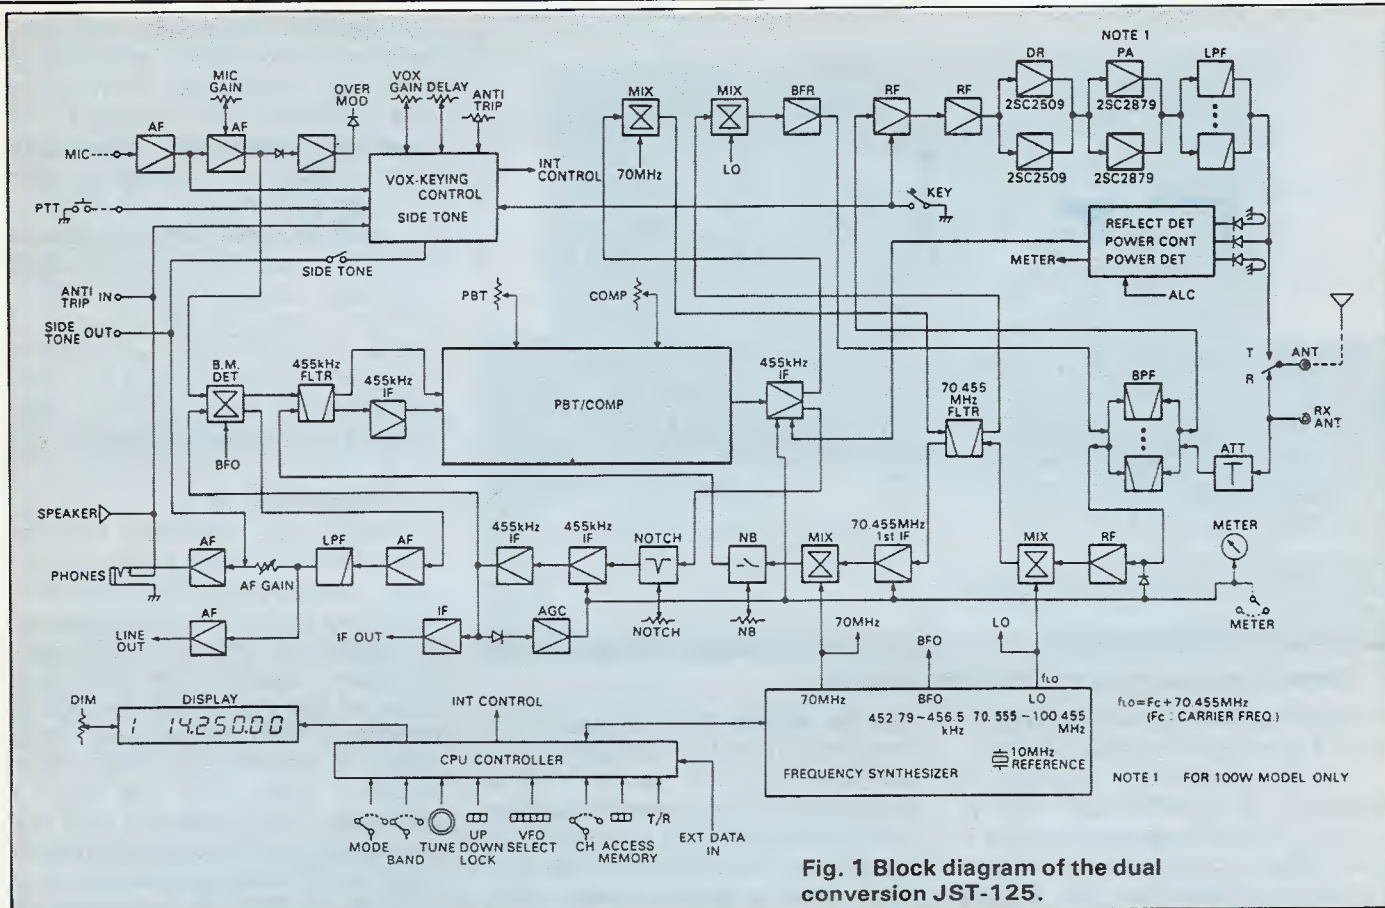 NOTE 1
DR
PA
LPF
2SC2509
2SC2879
2SC2509
2SC2879
MIC
GAIN
VOX
GAIN
DELAY
ANTI
TRIP
OVER
MOD
MIX
MIX
BFR
RF
RF
AF
AF
MIC
VOX-KEYING
CONTROL
SIDE TONE
INT
CONTROL
70MHz
LO
PTT
KEY
REFLECT DET
POWER CONT
POWER DET
METER
ALC
SIDE TONE
ANTI
TRIP
IN
SIDE
TONE
OUT
PBT
COMP
T
R
ANT
RX
ANT
B.M.
DET
455kHz
FLTR
455kHz
IF
PBT/COMP
455kHz
IF
70.455
MHz
FLTR
BPF
ATT
BFO
SPEAKER
PHONES
AF
AF GAIN
LPF
AF
455kHz
IF
455kHz
IF
NOTCH
NB
MIX
70.455MHz
1st IF
MIX
RF
METER
METER
LINE
OUT
AF
IF OUT
IF
AGC
NOTCH
NB
70MHz
BFO
LO
fLO
DIM
DISPLAY
1 14.250.00
INT CONTROL
CPU CONTROLLER
MODE
BAND
TUNE
UP
DOWN
LOCK
VFO
SELECT
CH
ACCESS
MEMORY
T/R
EXT DATA
IN
70MHz
BFO
LO
452.79~456.5
kHz
70.555~100.455
MHz
10MHz
REFERENCE
FREQUENCY SYNTHESIZER
fLO=Fc+70.455MHz
(Fc : CARRIER FREQ.)
NOTE 1 FOR 100W MODEL ONLY
Fig. 1 Block diagram of the dual
conversion JST-125.